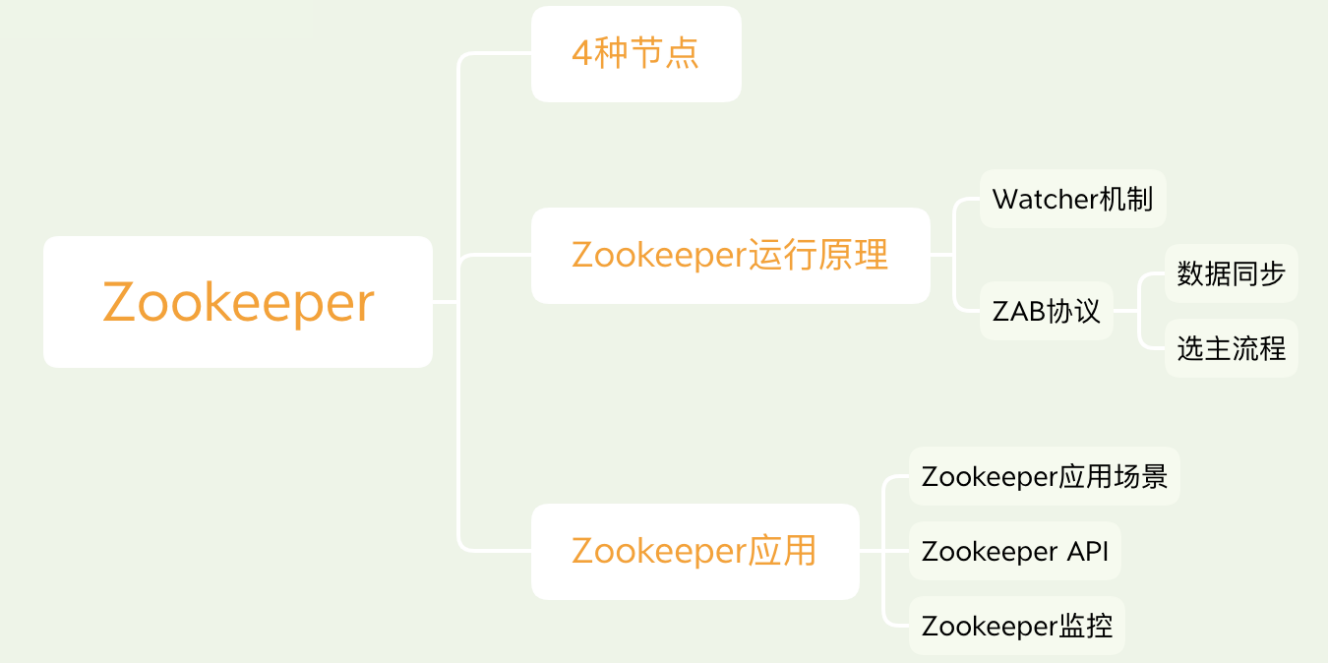 Zookeeper
4种节点
Zookeeper运行原理
Watcher机制
ZAB协议
数据同步
选主流程
Zookeeper应用
Zookeeper应用场景
Zookeeper API
Zookeeper监控